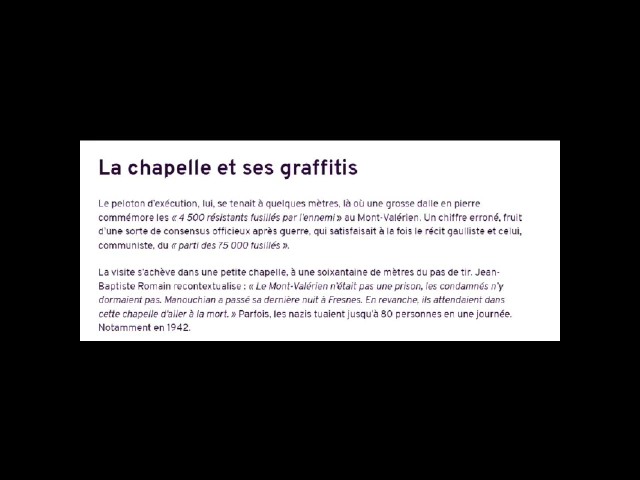 La chapelle et ses graffitis
Le peloton d'exécution, lui, se tenait à quelques mètres, là où une grosse dalle en pierre
commémore les « 4 500 résistants fusillés par l'ennemi » au Mont-Valérien. Un chiffre erroné, fruit
d'une sorte de consensus officieux après guerre, qui satisfaisait à la fois le récit gaulliste et celui,
communiste, du « parti des 75 000 fusillés ».
La visite s'achève dans une petite chapelle, à une soixantaine de mètres du pas de tir. Jean-
Baptiste Romain recontextualise : « Le Mont-Valérien n'était pas une prison, les condamnés n'y
dormaient pas. Manouchian a passé sa dernière nuit à Fresnes. En revanche, ils attendaient dans
cette chapelle d'aller à la mort. » Parfois, les nazis tuaient jusqu'à 80 personnes en une journée.
Notamment en 1942.